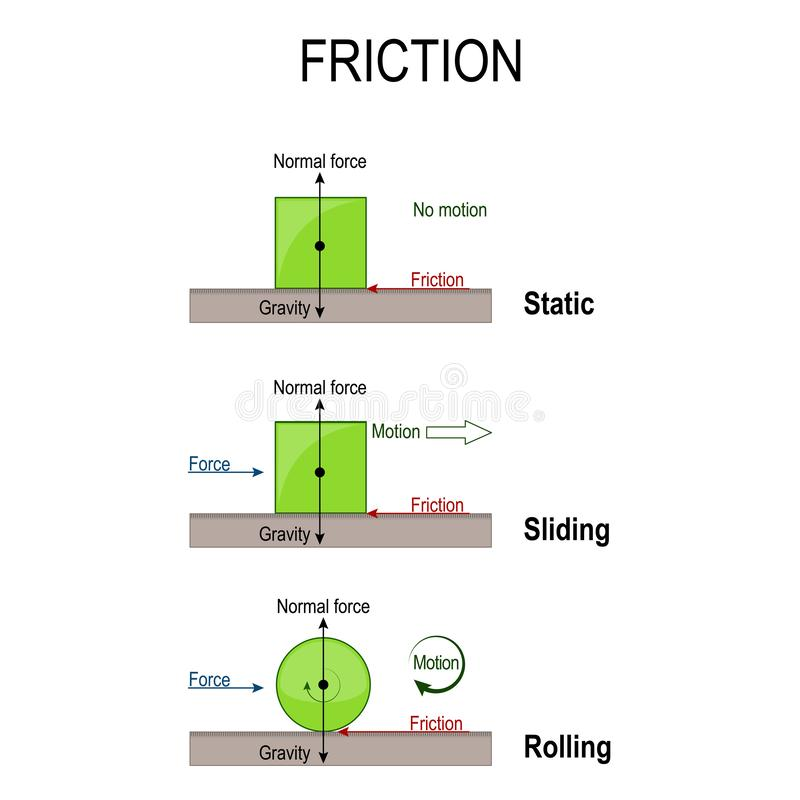 FRICTION
Normal force
No motion
Friction
Gravity
Static
Normal force
dreamstime.
Motion
Force
Friction
Gravity
Sliding
Normal force
Motion
Force
Friction
Gravity
Rolling